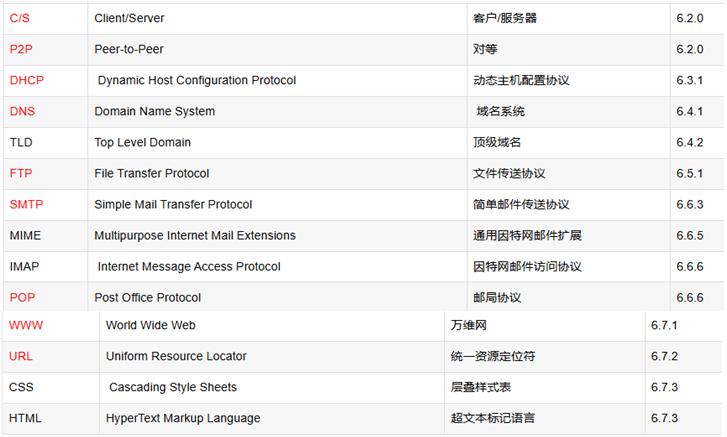 C/S Client/Server 客户/服务器 6.2.0
P2P Peer-to-Peer 对等 6.2.0
DHCP Dynamic Host Configuration Protocol 动态主机配置协议 6.3.1
DNS Domain Name System 域名系统 6.4.1
TLD Top Level Domain 顶级域名 6.4.2
FTP File Transfer Protocol 文件传送协议 6.5.1
SMTP Simple Mail Transfer Protocol 简单邮件传送协议 6.6.3
MIME Multipurpose Internet Mail Extensions 通用因特网邮件扩展 6.6.5
IMAP Internet Message Access Protocol 因特网邮件访问协议 6.6.6
POP Post Office Protocol 邮局协议 6.6.6
WWW World Wide Web 万维网 6.7.1
URL Uniform Resource Locator 统一资源定位符 6.7.2
CSS Cascading Style Sheets 层叠样式表 6.7.3
HTML HyperText Markup Language 超文本标记语言 6.7.3